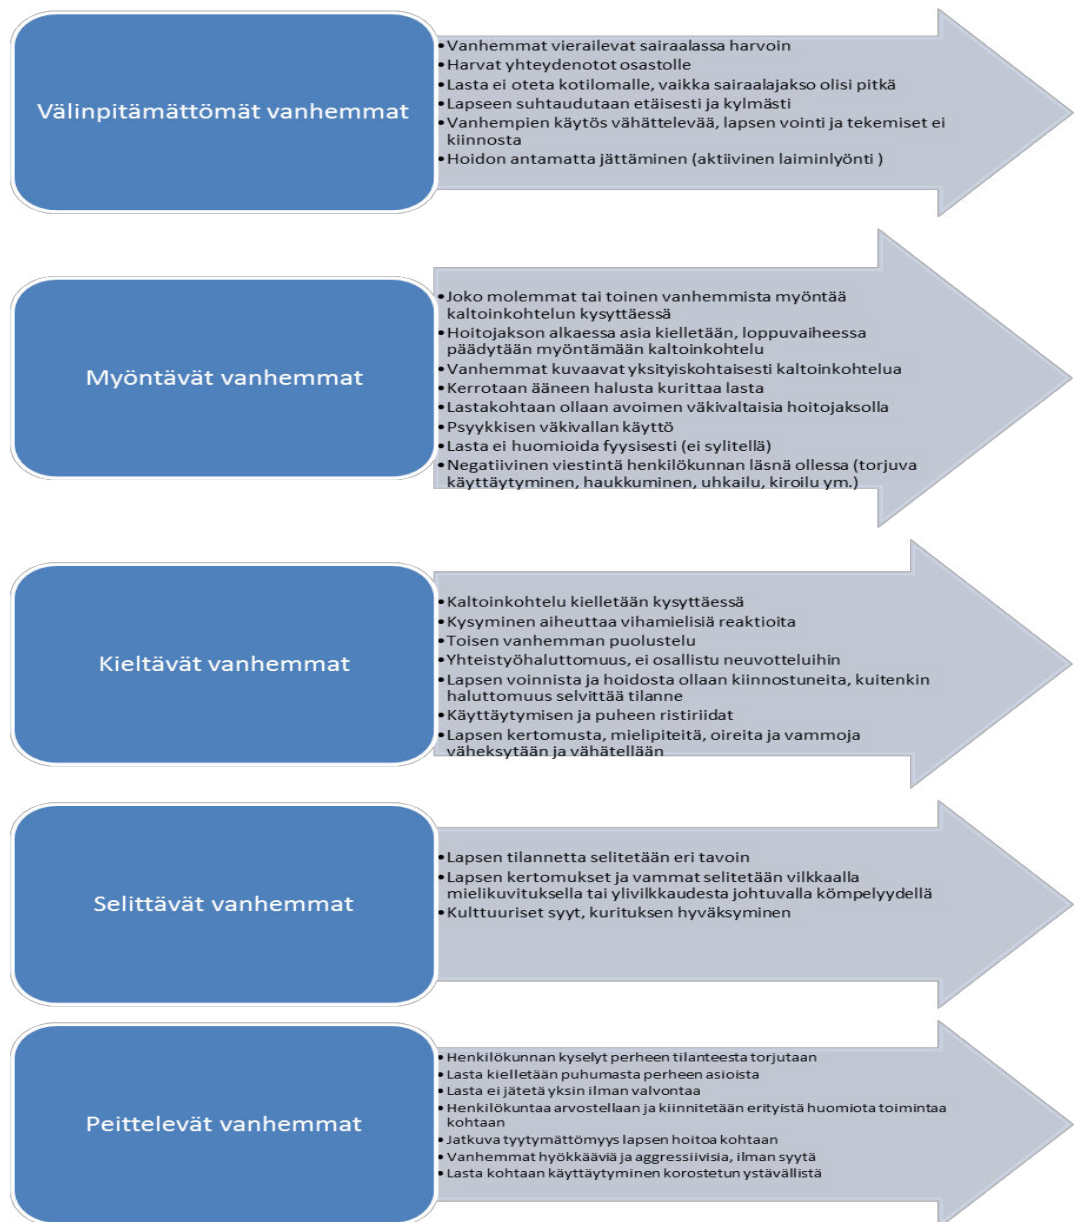 Välinpitämättömät vanhemmat
•Vanhemmat vierailevat sairaalassa harvoin
•Harvat yhteydenotot osastolle
•Lasta ei oteta kotilomalle, vaikka sairaalajakso olisi pitkä
•Lapseen suhtaudutaan etäisesti ja kylmästi
•Vanhempien käytös vähättelevää, lapsen vointi ja tekemiset ei
kiinnosta
•Hoidon antamatta jättäminen (aktiivinen laiminlyönti )
Myöntävät vanhemmat
•Joko molemmat tai toinen vanhemmista myöntää
kaltoinkohtelun kysyttäessä
•Hoitojakson alkaessa asia kielletään, loppuvaiheessa
päädytään myöntämään kaltoinkohtelu
•Vanhemmat kuvaavat yksityiskohtaisesti kaltoinkohtelua
•Kerrotaan ääneen halusta kurittaa lasta
•Lastakohtaan ollaan avoimen väkivaltaisia hoitojaksolla
•Psyykkisen väkivallan käyttö
•Lasta ei huomioida fyysisesti (ei sylitellä)
•Negatiivinen viestintä henkilökunnan läsnä ollessa (torjuva
käyttäytyminen, haukkuminen, uhkailu, kiroilu ym.)
Kieltävät vanhemmat
•Kaltoinkohtelu kielletään kysyttäessä
•Kysyminen aiheuttaa vihamielisiä reaktioita
•Toisen vanhemman puolustelu
•Yhteistyöhaluttomuus, ei osallistu neuvotteluihin
•Lapsen voinnista ja hoidosta ollaan kiinnostuneita, kuitenkin
haluttomuus selvittää tilanne
•Käyttäytymisen ja puheen ristiriidat
•Lapsen kertomusta, mielipiteitä, oireita ja vammoja
väheksytään ja vähätellään
Selittävät vanhemmat
•Lapsen tilannetta selitetään eri tavoin
•Lapsen kertomukset ja vammat selitetään vilkkaalla
mielikuvituksella tai ylivilkkaudesta johtuvalla kömpelyydellä
•Kulttuuriset syyt, kurituksen hyväksyminen
Peittelevät vanhemmat
•Henkilökunnan kyselyt perheen tilanteesta torjutaan
•Lasta kielletään puhumasta perheen asioista
•Lasta ei jätetä yksin ilman valvontaa
•Henkilökuntaa arvostellaan ja kiinnitetään erityistä huomiota toimintaa
kohtaan
•Jatkuva tyytymättömyys lapsen hoitoa kohtaan
•Vanhemmat hyökkääviä ja aggressiivisia, ilman syytä
•Lasta kohtaan käyttäytyminen korostetun ystävällistä